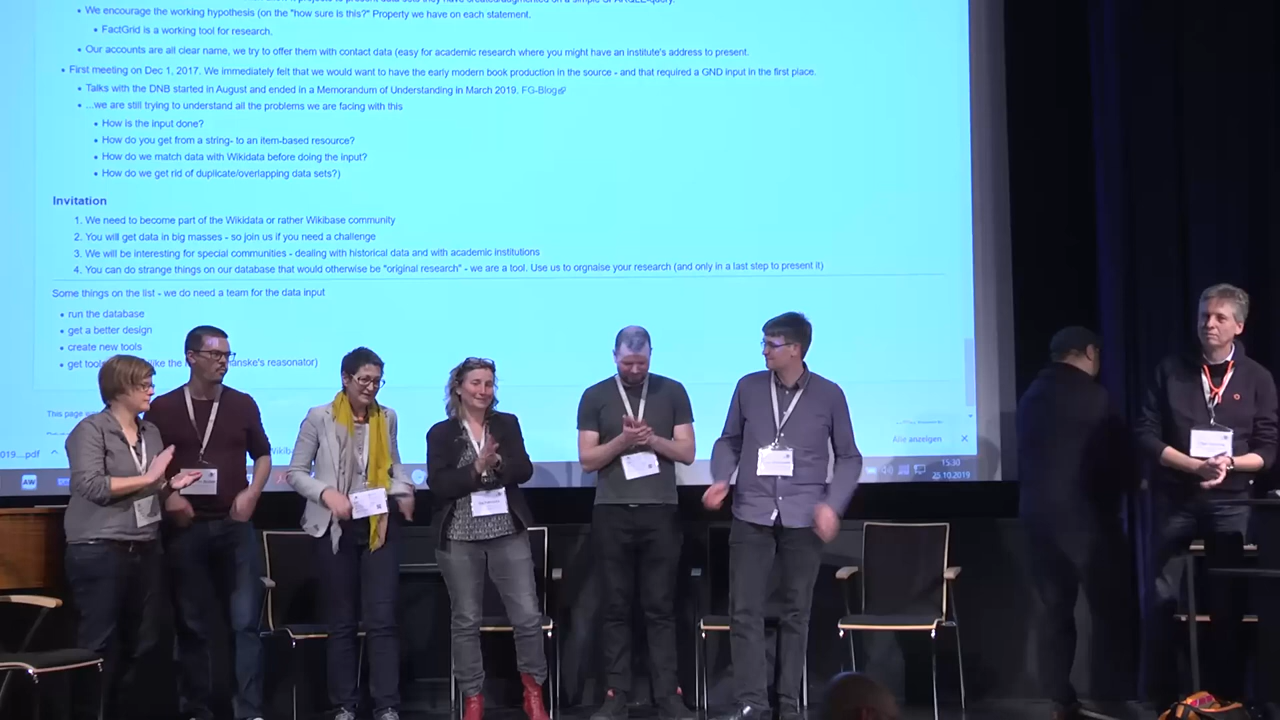 We encourage the working hypothesis (on the "how sure is this?" Property we have on each statement.
FactGrid is a working tool for research.
Our accounts are all clear name, we try to offer them with contact data (easy for academic research where you might have an institute's address to present.
First meeting on Dec 1, 2017. We immediately felt that we would want to have the early modern book production in the source - and that required a GND input in the first place.
Talks with the DNB started in August and ended in a Memorandum of Understanding in March 2019. FG-Blog
...we are still trying to understand all the problems we are facing with this
How is the input done?
How do you get from a string- to an item-based resource?
How do we match data with Wikidata before doing the input?
How do we get rid of duplicate/overlapping data sets?)
Invitation
1. We need to become part of the Wikidata or rather Wikibase community
2. You will get data in big masses - so join us if you need a challenge
3. We will be interesting for special communities - dealing with historical data and with academic institutions
4. You can do strange things on our database that would otherwise be "original research" - we are a tool. Use us to orgnaise your research (and only in a last step to present it)
Some things on the list - we do need a team for the data input
run the database
get a better design
create new tools
get tools (like the anske's reasonator)
This page was
Alle anzeigen
019....pdf
AW
15:30
25.10.2019